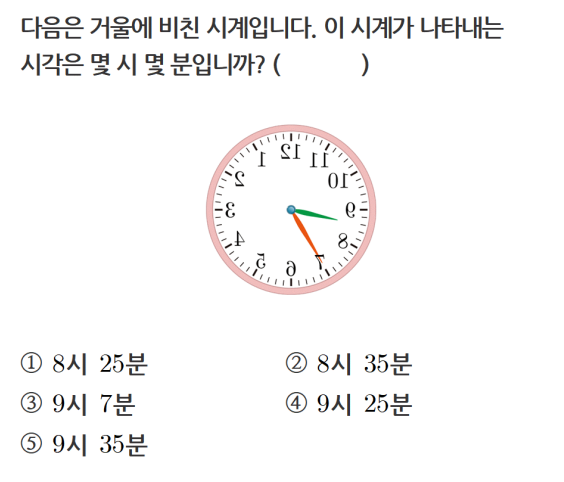 다음은 거울에 비친 시계입니다. 이 시계가 나타내는
시각은 몇 시 몇 분입니까? (          )
12
1 11
2 10
3 9
4 8
5 7
6
① 8시 25분 ② 8시 35분
③ 9시 7분 ④ 9시 25분
⑤ 9시 35분